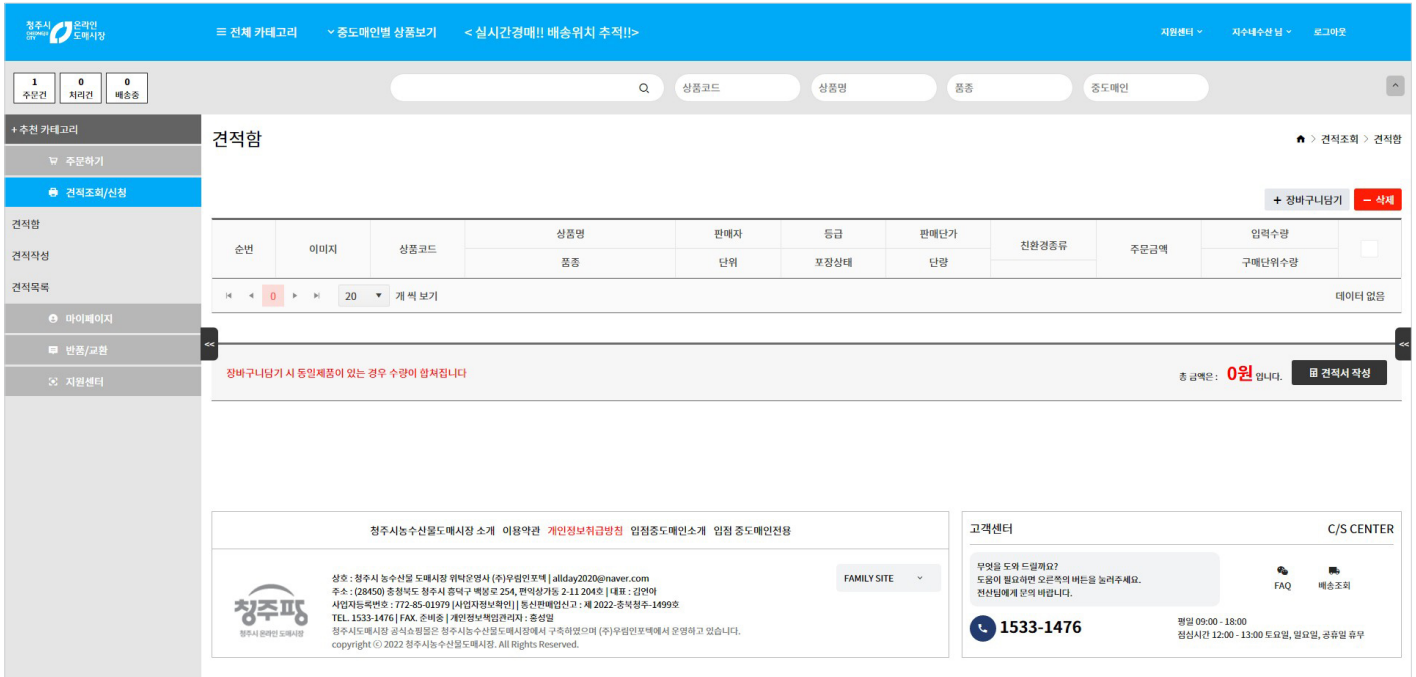 청주시 온라인
CHEONGJU CITY 도매시장
전체 카테고리 중도매인별 상품보기 < 실시간경매!! 배송위치 추적!!>
지원센터 지수네수산 님 로그아웃
1 0 0
주문건 처리건 배송중
상품코드 상품명 품종 중도매인
+ 추천 카테고리
주문하기
견적조회/신청
견적함
견적작성
견적목록
마이페이지
반품/교환
지원센터
견적함
> 견적조회 > 견적함
+ 장바구니담기 − 삭제
순번 이미지 상품코드 상품명 판매자 등급 판매단가 친환경종류 주문금액 입력수량
품종 단위 포장상태 단량 구매단위수량
0 20 개 씩 보기 데이터 없음
<< <<
장바구니담기 시 동일제품이 있는 경우 수량이 합쳐집니다
총 금액은 : 0원 입니다. 견적서 작성
청주시농수산물도매시장 소개 이용약관 개인정보취급방침 입점중도매인소개 입점 중도매인전용
청주팡
청주시 온라인 도매시장
상호 : 청주시 농수산물 도매시장 위탁운영사 (주)우림인포텍 | allday2020@naver.com
주소 : (28450) 충청북도 청주시 흥덕구 백봉로 254, 편익상가동 2-11 204호 | 대표 : 김연아
사업자등록번호 : 772-85-01979 [사업자정보확인] | 통신판매업신고 : 제 2022-충북청주-1499호
TEL. 1533-1476 | FAX. 준비중 | 개인정보책임관리자 : 홍상일
청주시도매시장 공식쇼핑몰은 청주시농수산물도매시장에서 구축하였으며 (주)우림인포텍에서 운영하고 있습니다.
copyright ⓒ 2022 청주시농수산물도매시장. All Rights Reserved.
FAMILY SITE
고객센터 C/S CENTER
무엇을 도와 드릴까요?
도움이 필요하면 오른쪽의 버튼을 눌러주세요.
전산팀에게 문의 바랍니다.
FAQ 배송조회
1533-1476
평일 09:00 - 18:00
점심시간 12:00 - 13:00 토요일, 일요일, 공휴일 휴무